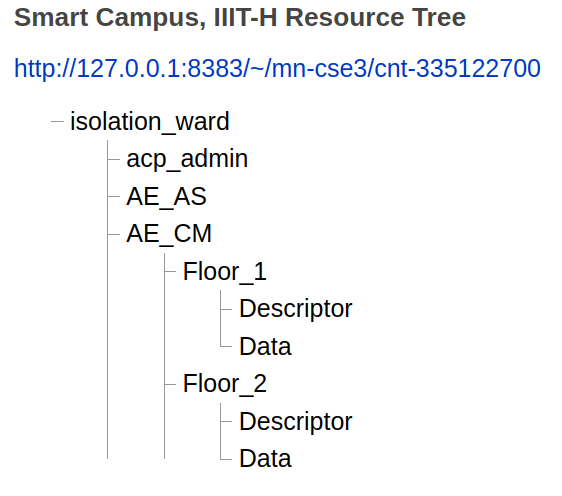 Smart Campus, IIIT-H Resource Tree
http://127.0.0.1:8383/~/mn-cse3/cnt-335122700
isolation_ward
acp_admin
AE_AS
AE_CM
Floor_1
Descriptor
Data
Floor_2
Descriptor
Data